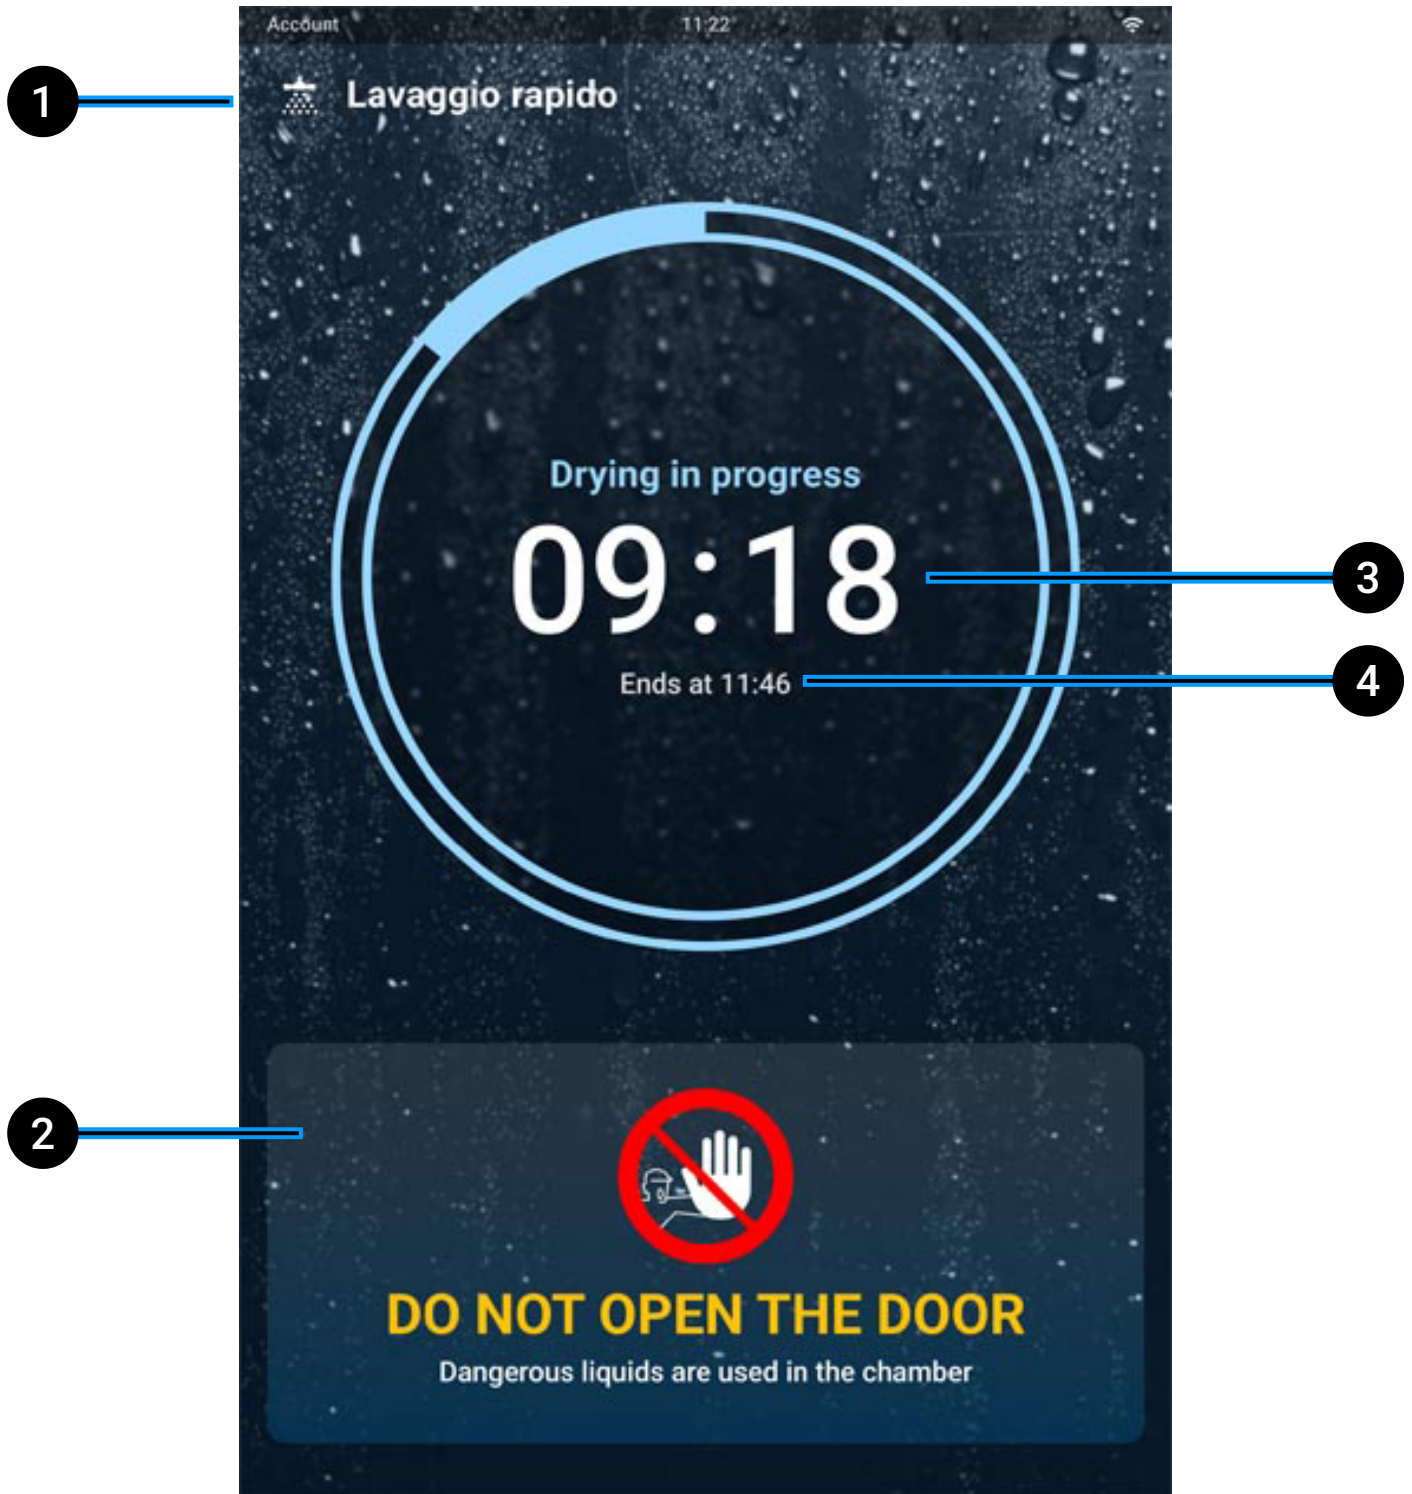 Account 11:22
1
Lavaggio rapido
Drying in progress
09:18
3
Ends at 11:46
4
2
DO NOT OPEN THE DOOR
Dangerous liquids are used in the chamber